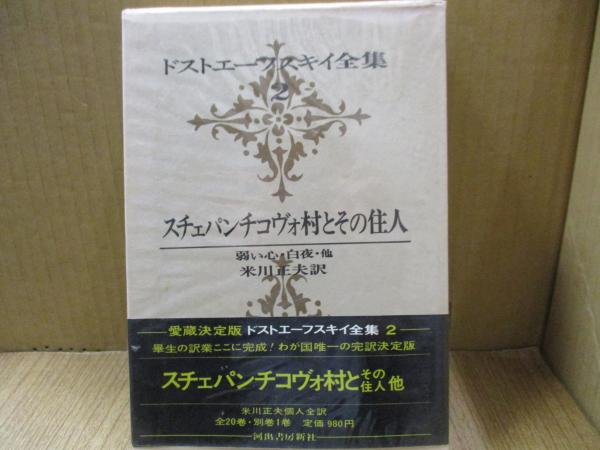 ドストエーフスキイ全集
2
スチェパンチコヴォ村とその住人
弱い心・白夜・他
米川正夫訳
愛蔵決定版 ドストエーフスキイ全集 2
畢生の訳業ここに完成!わが国唯一の完訳決定版
スチェパンチコヴォ村とその住人 他
米川正夫個人全訳
全20巻・別巻1巻 定価980円
河出書房新社